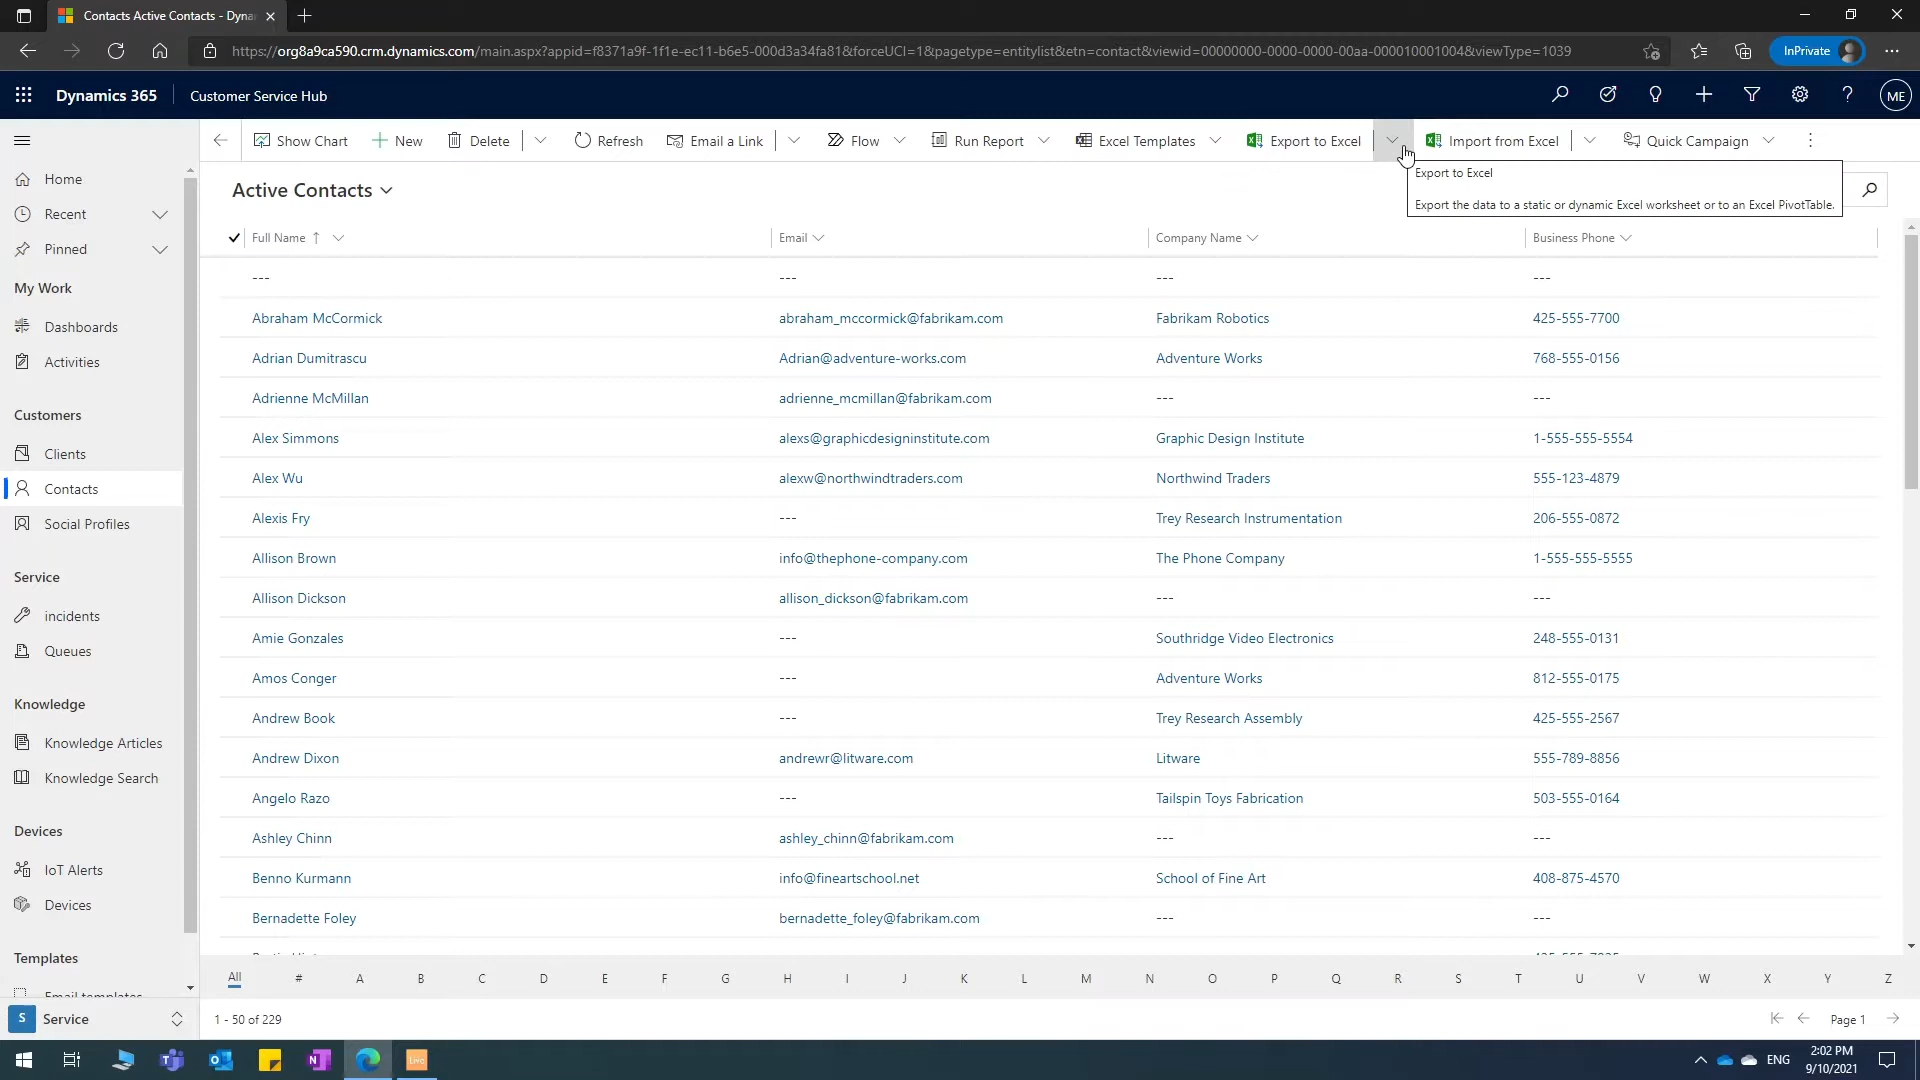 Contacts Active Contacts - Dyna
https://org8a9ca590.crm.dynamics.com/main.aspx?appid=f8371a9f-1f1e-ec11-b6e5-000d3a34fa81&forceUCI=1&pagetype=entitylist&etn=contact&viewid=00000000-0000-0000-00aa-000010001004&viewType=1039
InPrivate
Dynamics 365
Customer Service Hub
ME
Show Chart
New
Delete
Refresh
Email a Link
Flow
Run Report
Excel Templates
Export to Excel
Import from Excel
Quick Campaign
Export to Excel
Export the data to a static or dynamic Excel worksheet or to an Excel PivotTable.
Home
Recent
Pinned
My Work
Dashboards
Activities
Customers
Clients
Contacts
Social Profiles
Service
incidents
Queues
Knowledge
Knowledge Articles
Knowledge Search
Devices
IoT Alerts
Devices
Templates
Email templates
S Service
Active Contacts
Full Name Email Company Name Business Phone
--- --- --- ---
Abraham McCormick abraham_mccormick@fabrikam.com Fabrikam Robotics 425-555-7700
Adrian Dumitrascu Adrian@adventure-works.com Adventure Works 768-555-0156
Adrienne McMillan adrienne_mcmillan@fabrikam.com --- ---
Alex Simmons alexs@graphicdesigninstitute.com Graphic Design Institute 1-555-555-5554
Alex Wu alexw@northwindtraders.com Northwind Traders 555-123-4879
Alexis Fry --- Trey Research Instrumentation 206-555-0872
Allison Brown info@thephone-company.com The Phone Company 1-555-555-5555
Allison Dickson allison_dickson@fabrikam.com --- ---
Amie Gonzales --- Southridge Video Electronics 248-555-0131
Amos Conger --- Adventure Works 812-555-0175
Andrew Book --- Trey Research Assembly 425-555-2567
Andrew Dixon andrewr@litware.com Litware 555-789-8856
Angelo Razo --- Tailspin Toys Fabrication 503-555-0164
Ashley Chinn ashley_chinn@fabrikam.com --- ---
Benno Kurmann info@fineartschool.net School of Fine Art 408-875-4570
Bernadette Foley bernadette_foley@fabrikam.com --- ---
All # A B C D E F G H I J K L M N O P Q R S T U V W X Y Z
1 - 50 of 229
Page 1
ENG
2:02 PM
9/10/2021